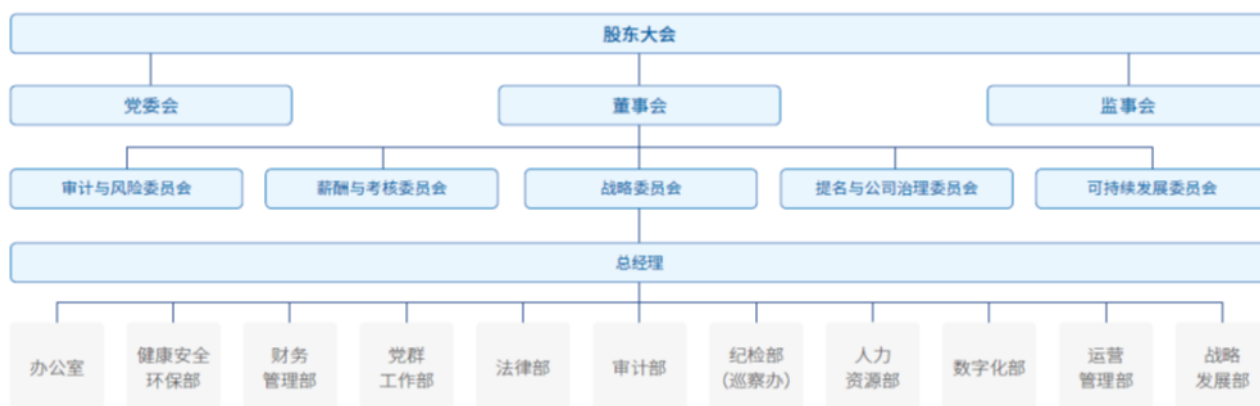 股东大会
党委会
董事会
监事会
审计与风险委员会
薪酬与考核委员会
战略委员会
提名与公司治理委员会
可持续发展委员会
总经理
办公室
健康安全
环保部
财务
管理部
党群
工作部
法律部
审计部
纪检部
(巡察办)
人力
资源部
数字化部
运营
管理部
战略
发展部